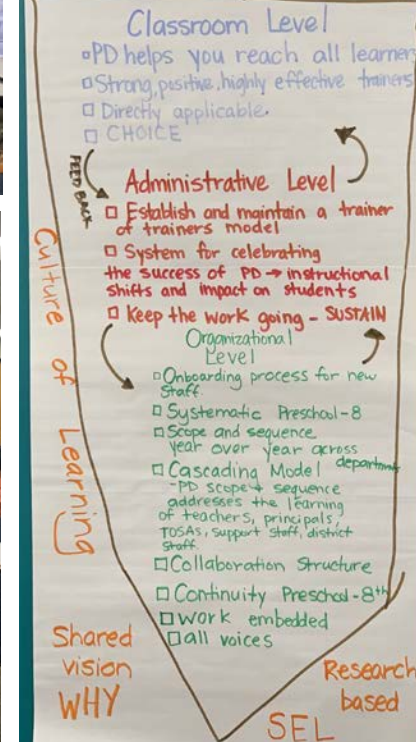 Classroom Level
▫PD helps you reach all learners
▫Strong, positive, highly effective trainers
▫Directly applicable.
▫CHOICE
FEED BACK
Administrative Level
▫Establish and maintain a trainer
of trainers model
▫System for celebrating
the success of PD → instructional
shifts and impact on students
▫Keep the work going - SUSTAIN
Organizational
Level
▫Onboarding process for new
staff.
▫Systematic Preschool-8
▫Scope and sequence
year over year across
departments
▫Cascading Model
-PD scope & sequence
addresses the learning
of teachers, principals,
TOSAs, support staff, district
staff.
▫Collaboration Structure
▫Continuity Preschool-8th
▫work embedded
▫all voices
Culture of Learning
Shared
vision
WHY
SEL
Research
based